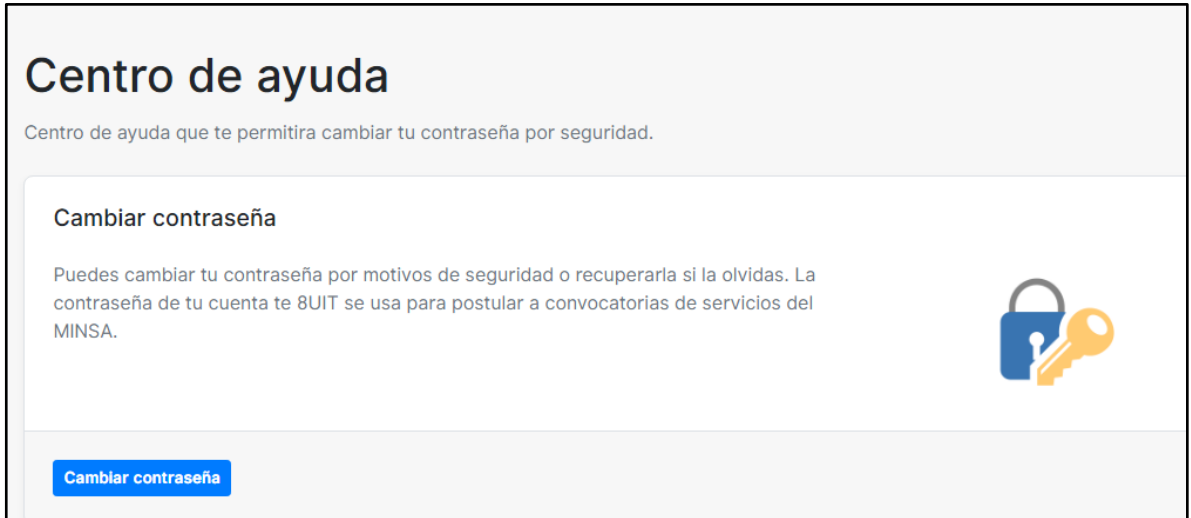 Centro de ayuda
Centro de ayuda que te permitira cambiar tu contraseña por seguridad.
Cambiar contraseña
Puedes cambiar tu contraseña por motivos de seguridad o recuperarla si la olvidas. La
contraseña de tu cuenta te 8UIT se usa para postular a convocatorias de servicios del
MINSA.
Cambiar contraseña